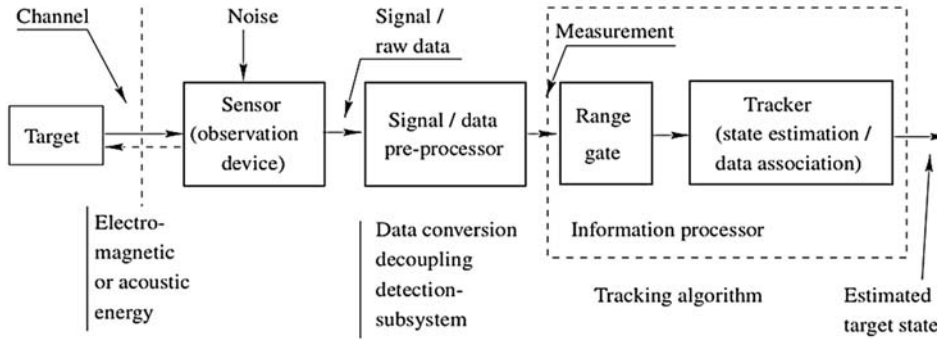 Channel
Noise
Signal /
raw data
Measurement
Target
Sensor
(observation
device)
Signal / data
pre-processor
Range
gate
Tracker
(state estimation /
data association)
Electro-
magnetic
or acoustic
energy
Data conversion
decoupling
detection-
subsystem
Information processor
Tracking algorithm
Estimated
target state